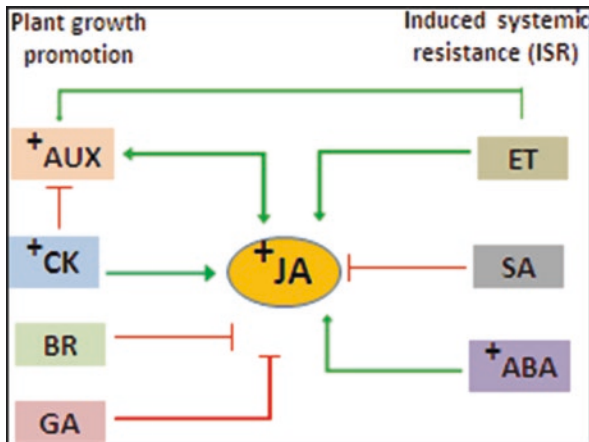 Plant growth
promotion
Induced systemic
resistance (ISR)
+AUX
ET
+CK
+JA
SA
BR
+ABA
GA